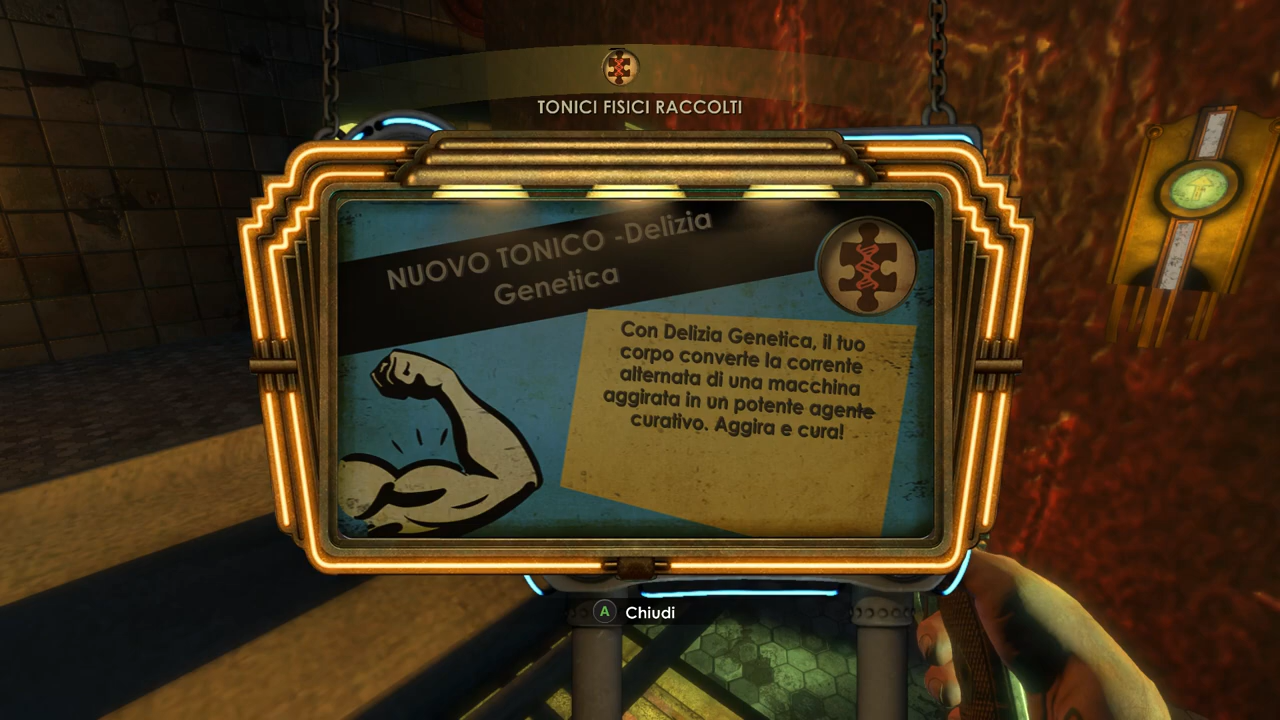 TONICI FISICI RACCOLTI
NUOVO TONICO -Delizia
Genetica
Con Delizia Genetica, il tuo
corpo converte la corrente
alternata di una macchina
aggirata in un potente agente
curativo. Aggira e cura!
A Chiudi